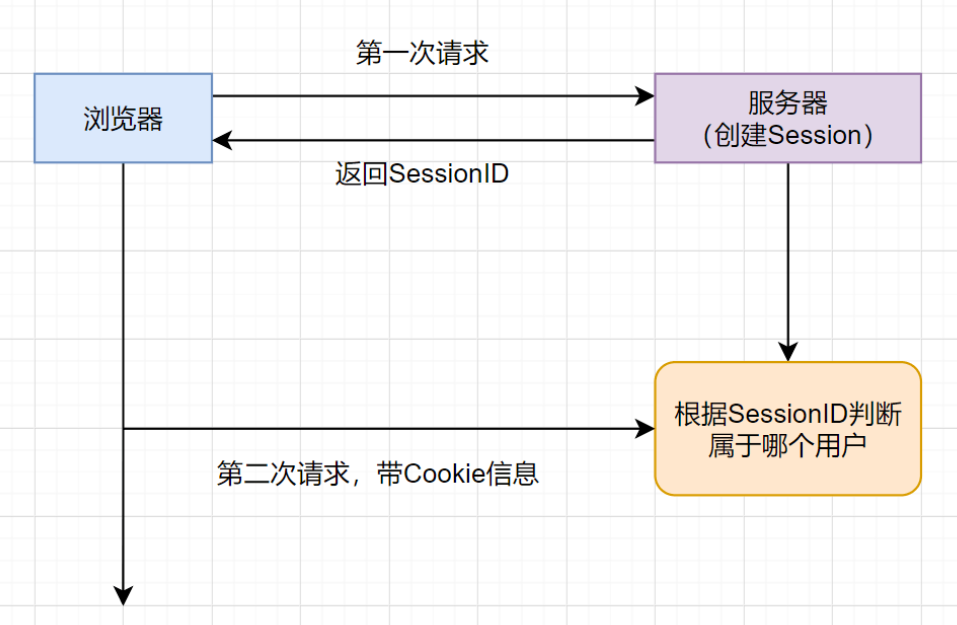 第一次请求
浏览器
服务器
（创建Session）
返回SessionID
根据SessionID判断
属于哪个用户
第二次请求，带Cookie信息